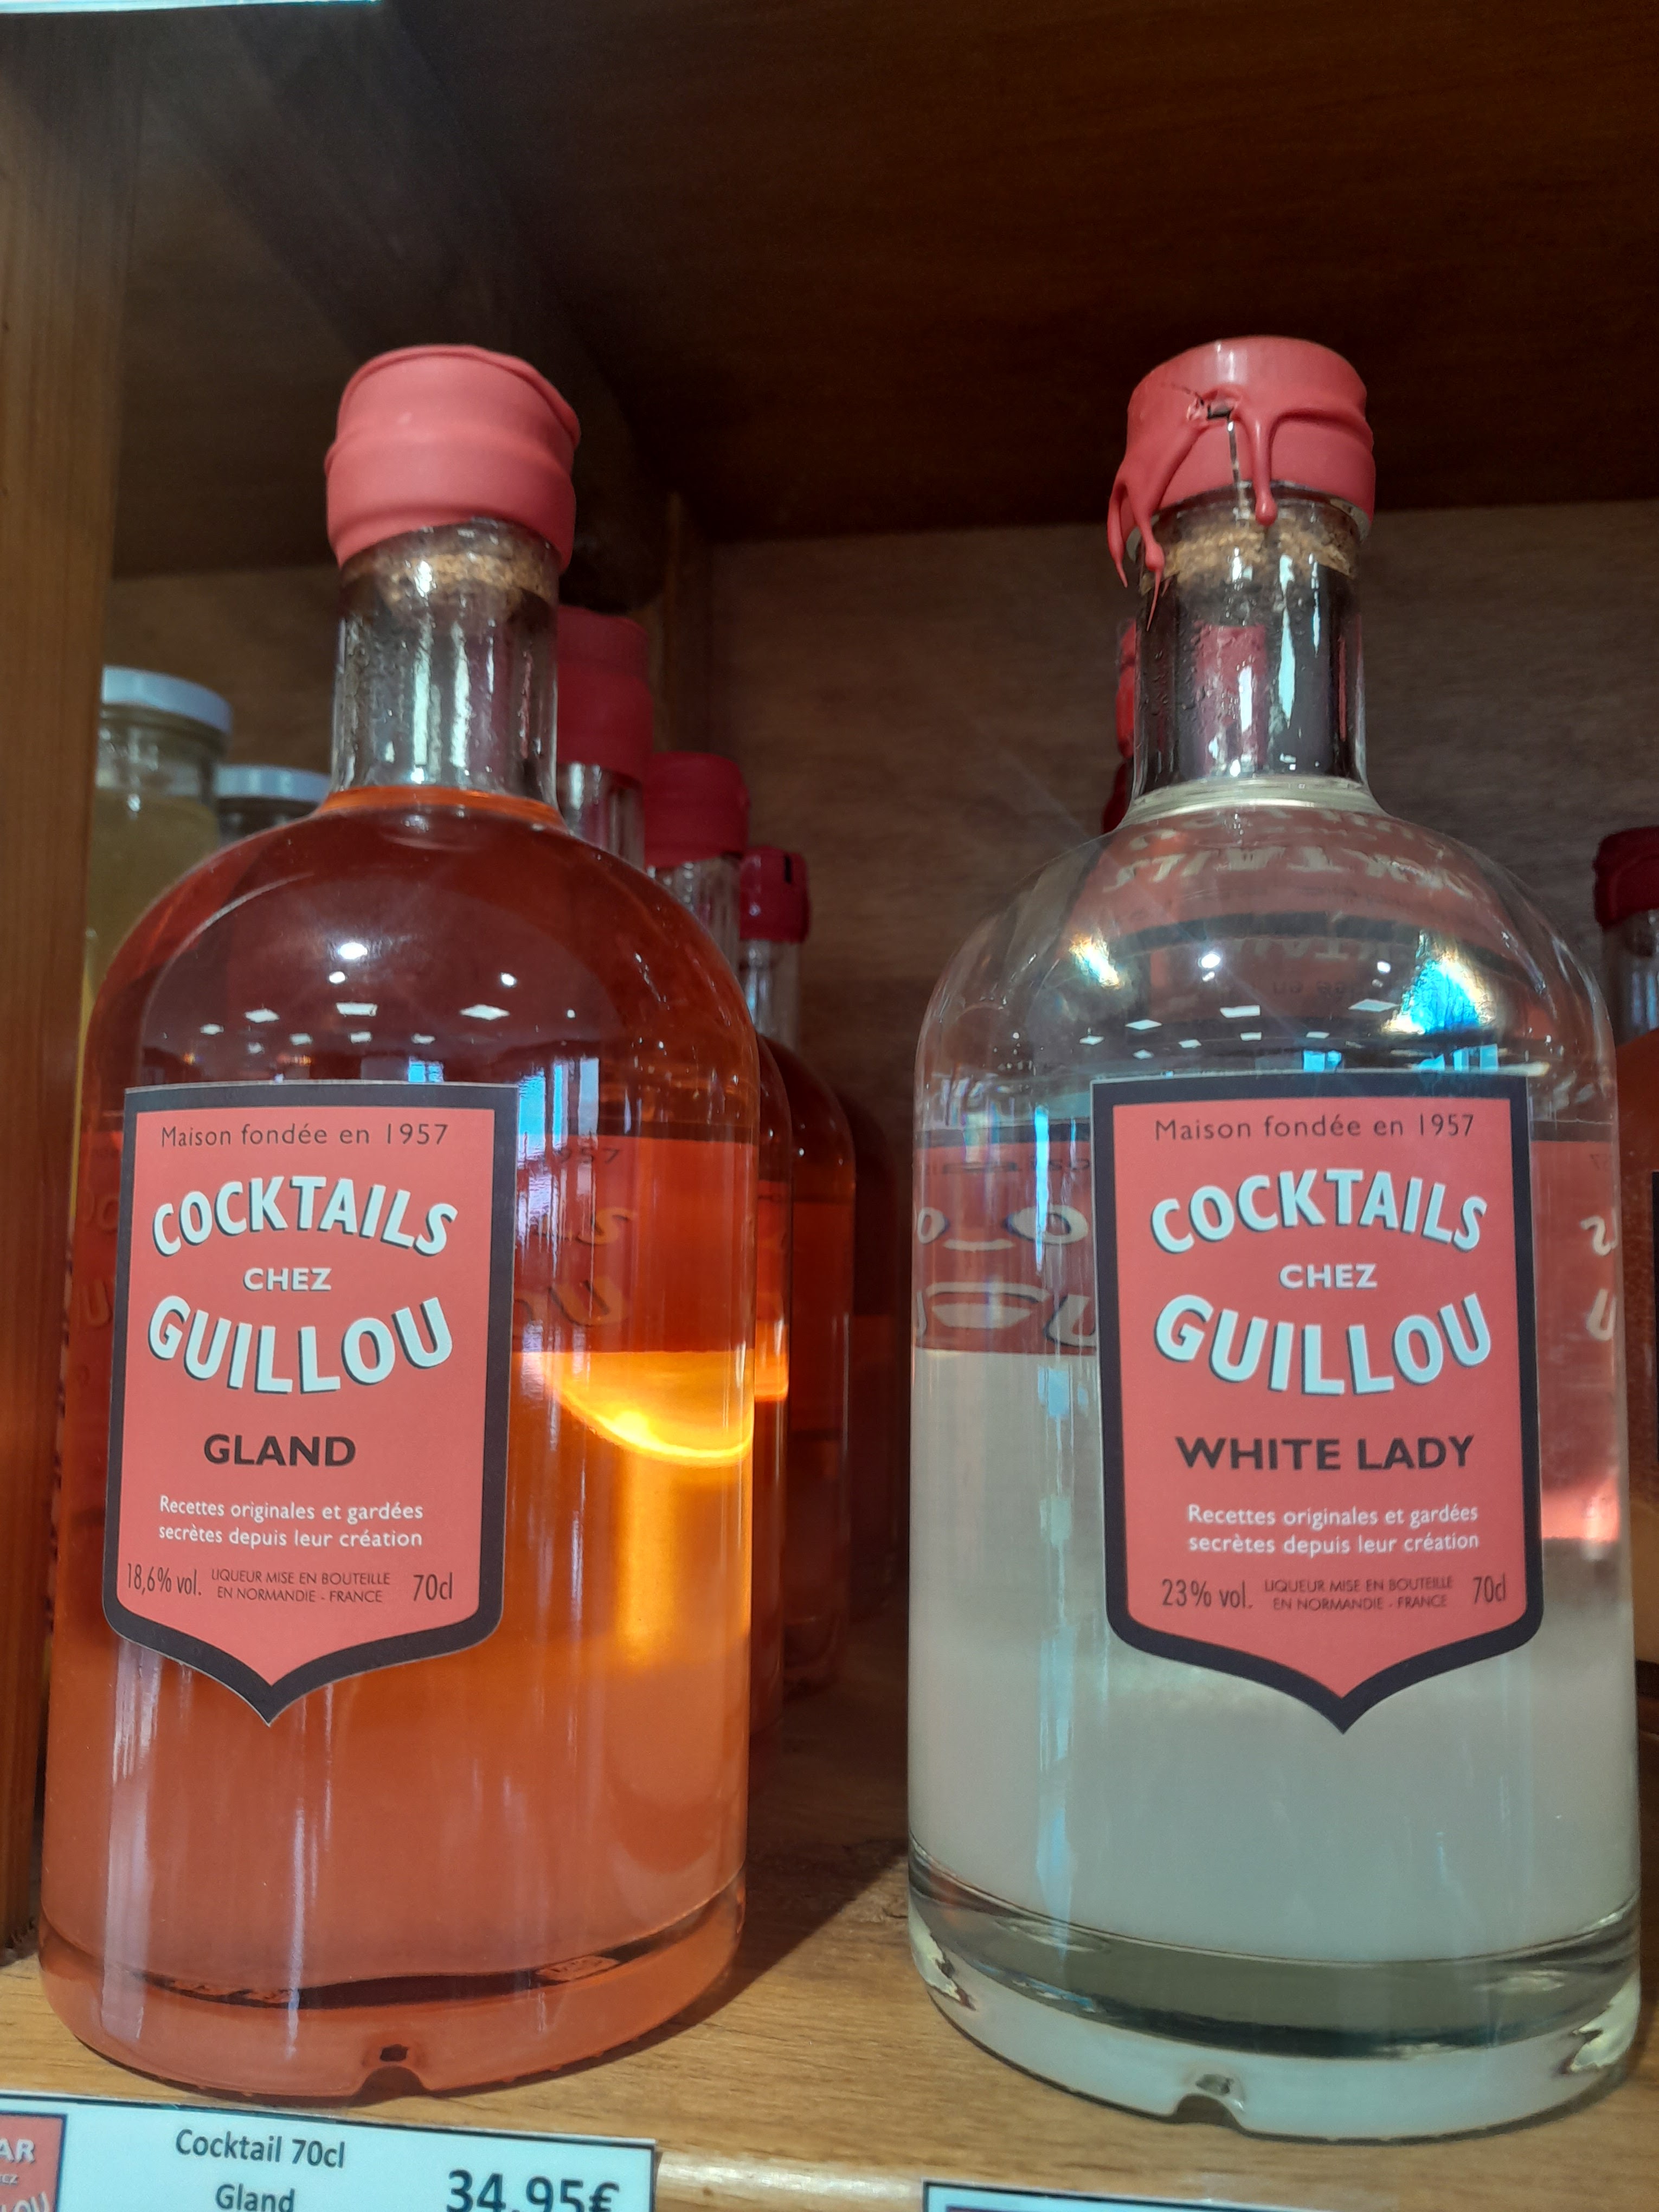 Maison fondée en 1957
COCKTAILS
CHEZ
GUILLOU
GLAND
Recettes originales et gardées
secrètes depuis leur création
18,6% vol. LIQUEUR MISE EN BOUTEILLE 70cl
EN NORMANDIE - FRANCE
Maison fondée en 1957
COCKTAILS
CHEZ
GUILLOU
WHITE LADY
Recettes originales et gardées
secrètes depuis leur création
23% vol. LIQUEUR MISE EN BOUTEILLE 70cl
EN NORMANDIE - FRANCE
Cocktail 70cl
Gland
34,95€